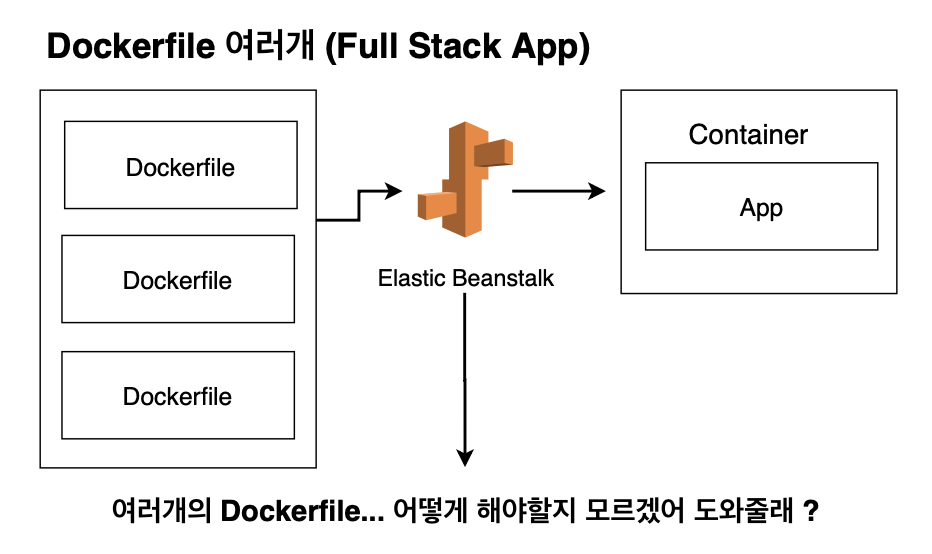 Dockerfile 여러개 (Full Stack App)
Dockerfile
Dockerfile
Dockerfile
Elastic Beanstalk
Container
App
여러개의 Dockerfile... 어떻게 해야할지 모르겠어 도와줄래 ?